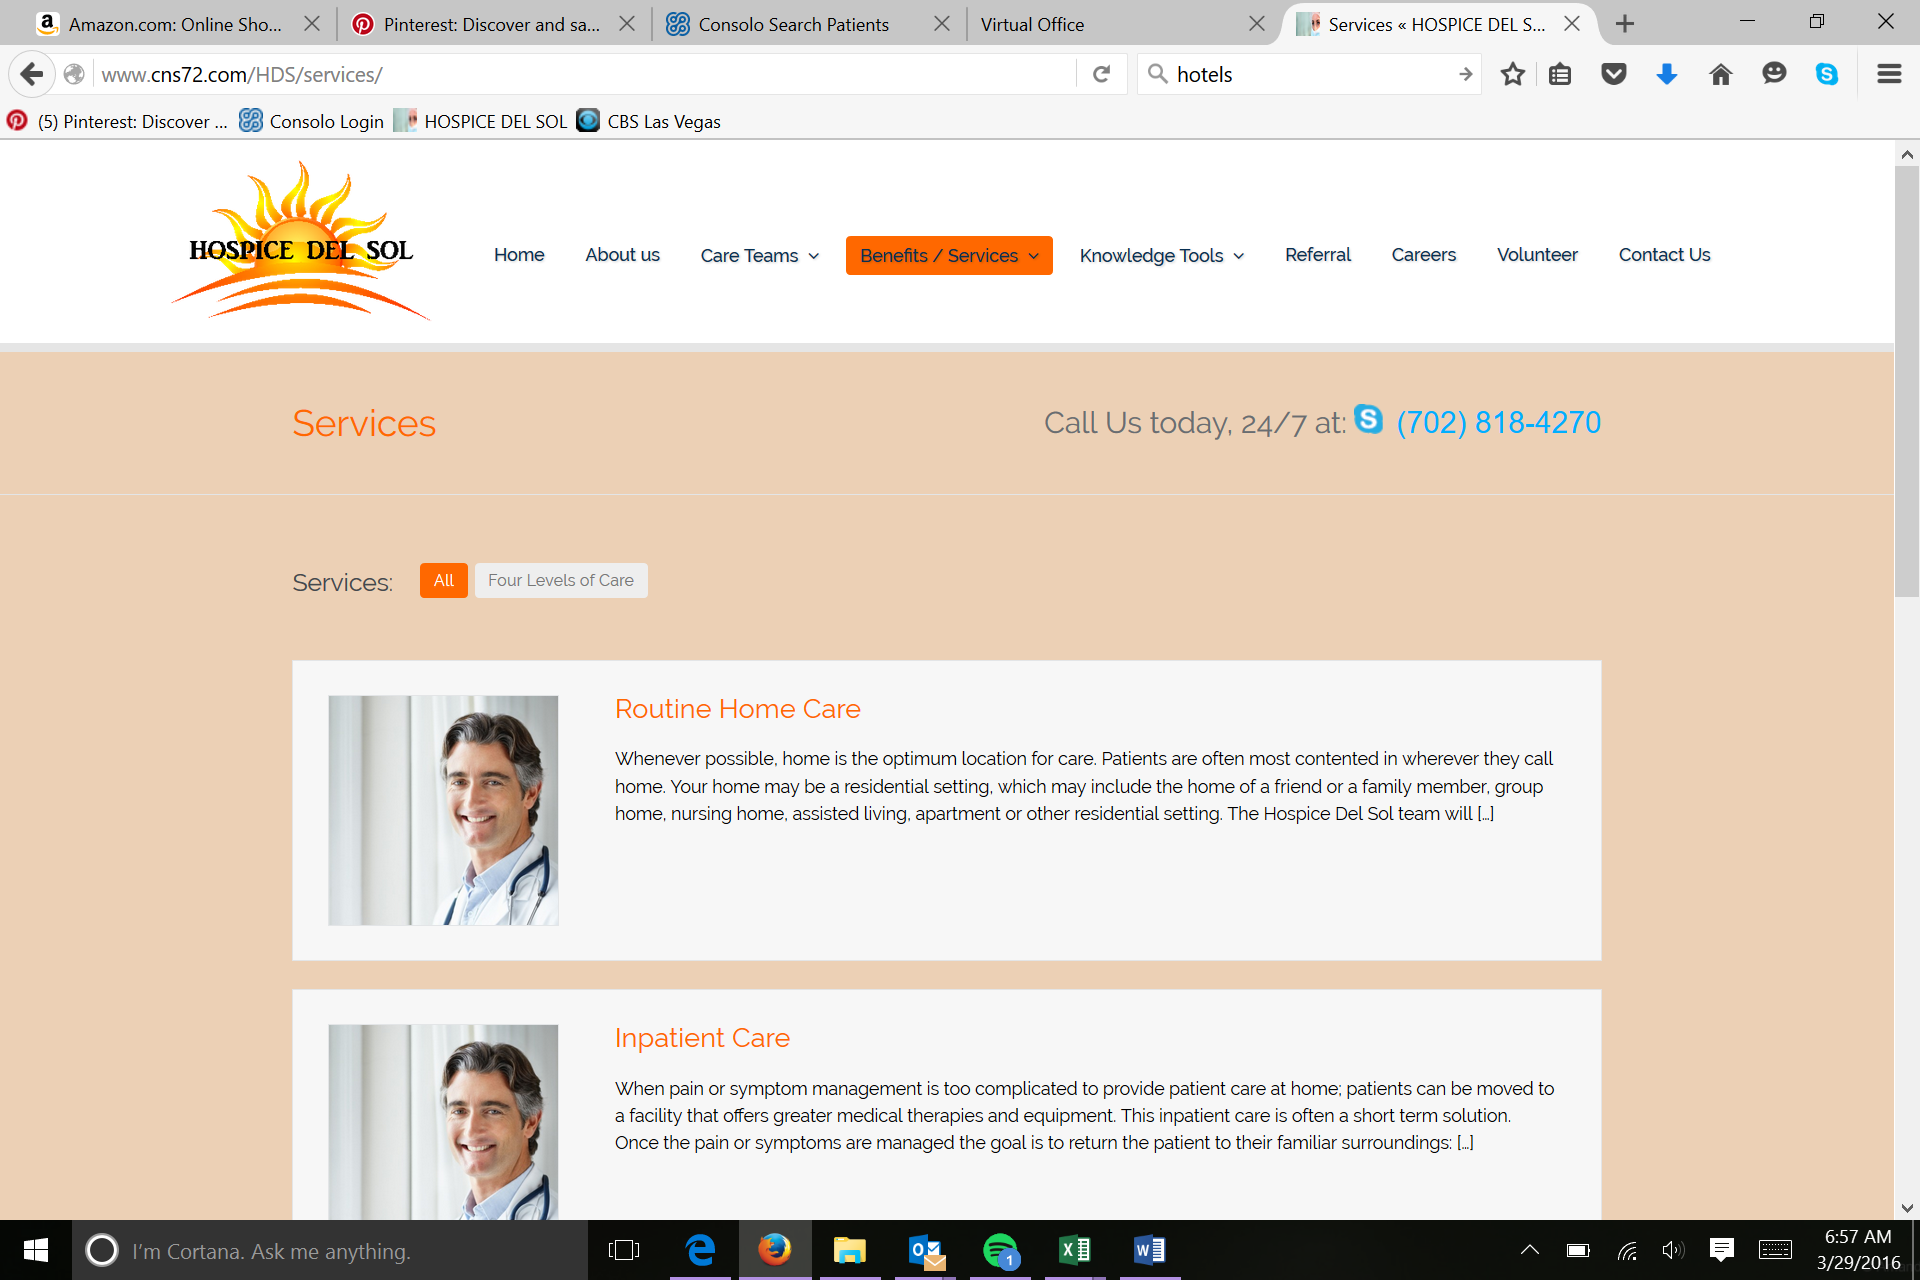 Amazon.com: Online Sho...
Pinterest: Discover and sa...
Consolo Search Patients
Virtual Office
Services « HOSPICE DEL S...
www.cns72.com/HDS/services/
hotels
(5) Pinterest: Discover ...
Consolo Login
HOSPICE DEL SOL
CBS Las Vegas
HOSPICE DEL SOL
Home
About us
Care Teams
Benefits / Services
Knowledge Tools
Referral
Careers
Volunteer
Contact Us
Services
Call Us today, 24/7 at: (702) 818-4270
Services:
All
Four Levels of Care
Routine Home Care
Whenever possible, home is the optimum location for care. Patients are often most contented in wherever they call
home. Your home may be a residential setting, which may include the home of a friend or a family member, group
home, nursing home, assisted living, apartment or other residential setting. The Hospice Del Sol team will [...]
Inpatient Care
When pain or symptom management is too complicated to provide patient care at home; patients can be moved to
a facility that offers greater medical therapies and equipment. This inpatient care is often a short term solution.
Once the pain or symptoms are managed the goal is to return the patient to their familiar surroundings: [...]
I'm Cortana. Ask me anything.
1
6:57 AM
3/29/2016